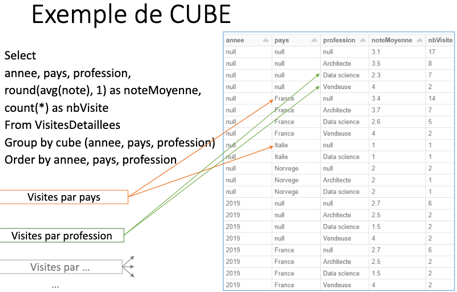 Exemple de CUBE
Select
annee, pays, profession,
round(avg(note), 1) as noteMoyenne,
count(*) as nbVisite
From VisitesDetaillees
Group by cube (annee, pays, profession)
Order by annee, pays, profession
Visites par pays
Visites par profession
Visites par ...
...
annee pays profession noteMoyenne nbVisite
null null null 3.1 17
null null Architecte 3.5 8
null null Data science 2.3 7
null null Vendeuse 4 2
null France null 3.4 14
null France Architecte 3.7 7
null France Data science 2.6 5
null France Vendeuse 4 2
null Italie null 1 1
null Italie Data science 1 1
null Norvege null 2 2
null Norvege Architecte 2 1
null Norvege Data science 2 1
2019 null null 2.7 6
2019 null Architecte 2.5 2
2019 null Data science 1.5 2
2019 null Vendeuse 4 2
2019 France null 2.7 6
2019 France Architecte 2.5 2
2019 France Data science 1.5 2
2019 France Vendeuse 4 2